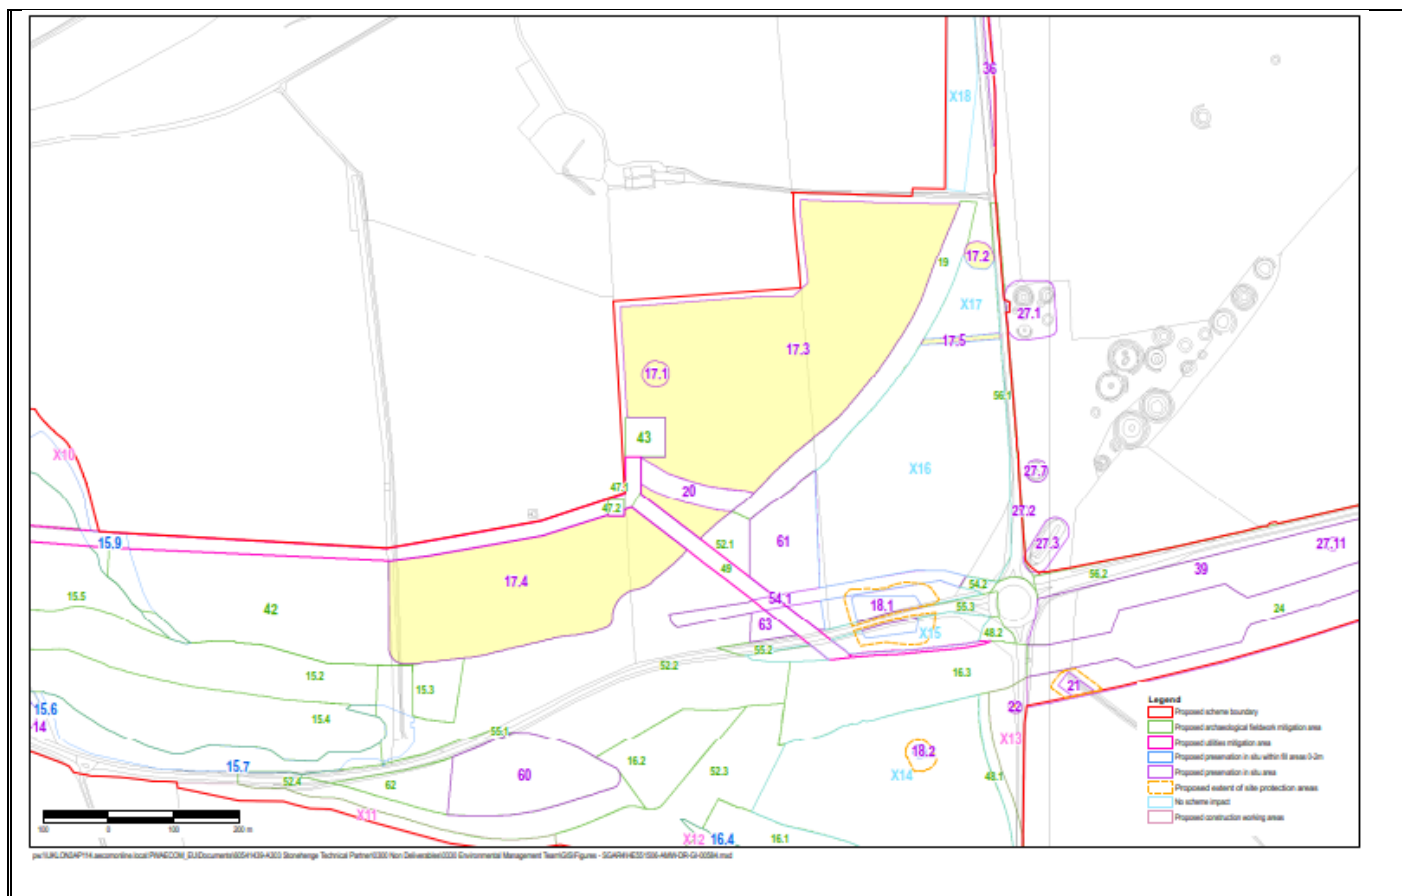 36
X18
17.2
19
X17
27.1
17.3
17.5
17.1
56.1
43
X10
X16
27.7
47.1
20
47.2
27.2
15.9
52.1
61
27.3
27.11
49
17.4
54.2
56.2
39
15.5
42
54.1
18.1
55.3
24
63
X15
48.2
55.2
52.2
16.3
15.2
15.3
21
15.6
14
15.4
22
55.1
X13
18.2
15.7
16.2
52.3
60
X14
52.4
62
48.1
X11
X12 16.4
16.1
Legend
Proposed scheme boundary
Proposed archaeological fieldwork mitigation area
Proposed utilities mitigation area
Proposed preservation in situ within fill areas 0-2m
Proposed preservation in situ area
Proposed extent of site protection areas
No scheme impact
Proposed construction working areas
100 0 100 200 m